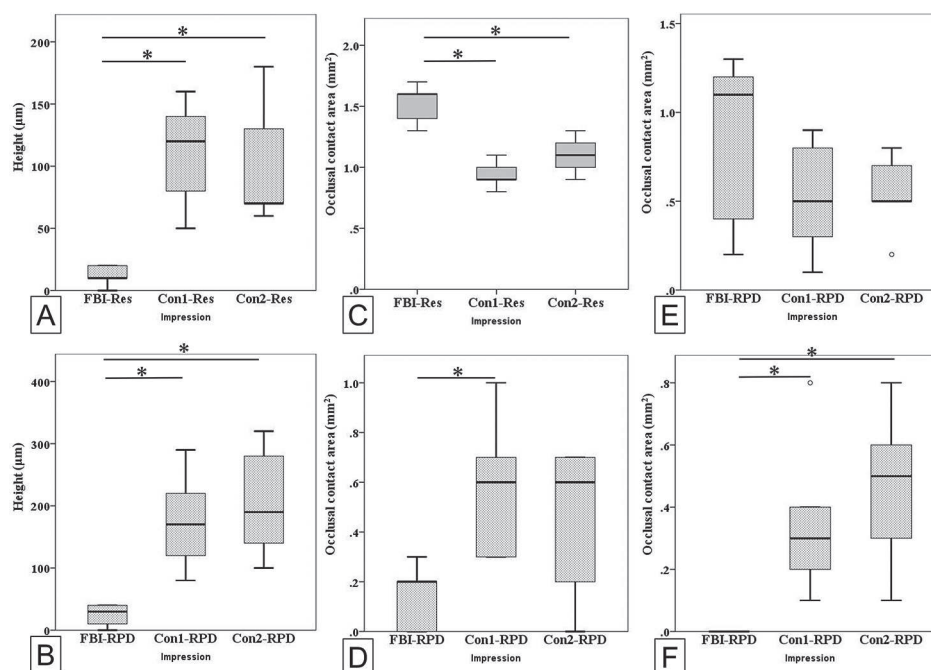 *
*
200
150
100
50
0
Height (µm)
FBI-Res Con1-Res Con2-Res
Impression
A
*
*
2.0
1.5
1.0
.5
.0
Occlusal contact area (mm²)
FBI-Res Con1-Res Con2-Res
Impression
C
1.5
1.0
.5
.0
Occlusal contact area (mm²)
FBI-RPD Con1-RPD Con2-RPD
Impression
E
*
*
400
300
200
100
0
Height (µm)
FBI-RPD Con1-RPD Con2-RPD
Impression
B
*
1.0
.8
.6
.4
.2
.0
Occlusal contact area (mm²)
FBI-RPD Con1-RPD Con2-RPD
Impression
D
*
*
.8
.6
.4
.2
.0
Occlusal contact area (mm²)
FBI-RPD Con1-RPD Con2-RPD
Impression
F